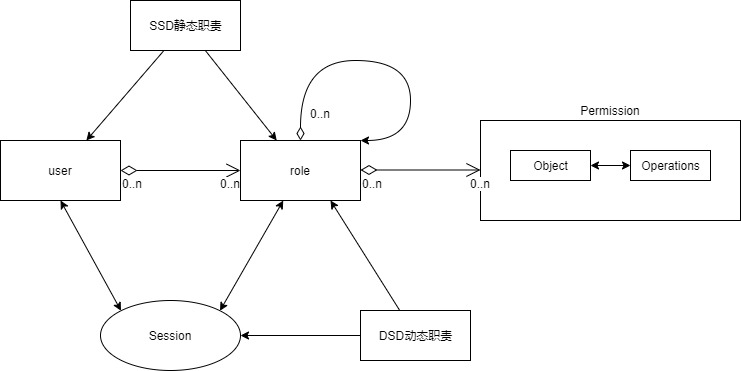 SSD静态职责
0..n
Permission
user
role
Object
Operations
0..n
0..n
0..n
0..n
Session
DSD动态职责